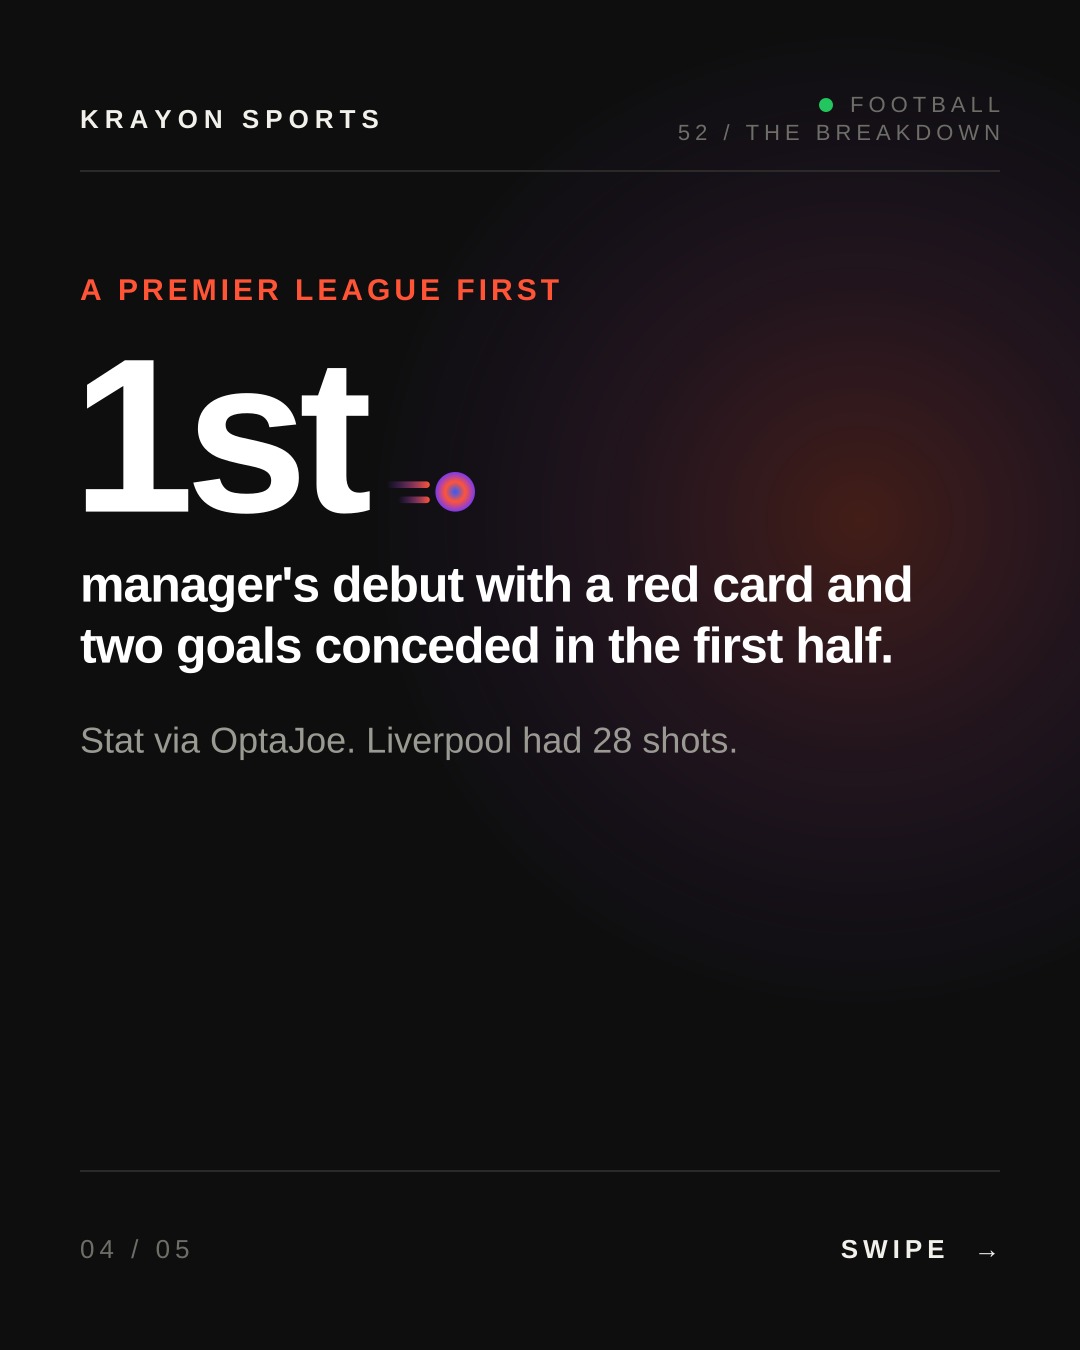 KRAYON SPORTS
FOOTBALL
52 / THE BREAKDOWN
A PREMIER LEAGUE FIRST
1st
manager's debut with a red card and
two goals conceded in the first half.
Stat via OptaJoe. Liverpool had 28 shots.
04 / 05
SWIPE →